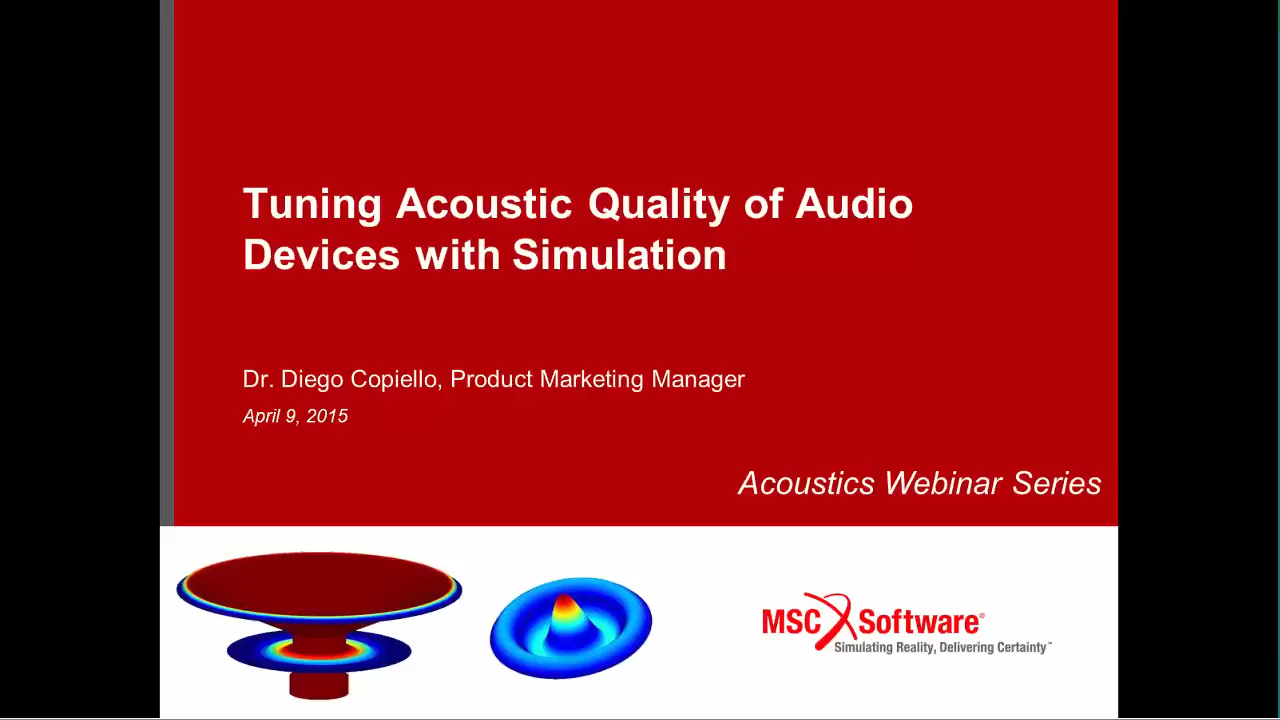 Tuning Acoustic Quality of Audio
Devices with Simulation
Dr. Diego Copiello, Product Marketing Manager
April 9, 2015
Acoustics Webinar Series
MSC Software®
Simulating Reality, Delivering Certainty™